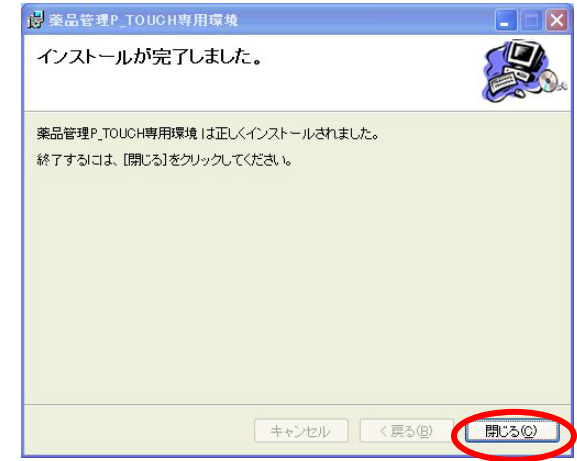 薬品管理P_TOUCH専用環境
インストールが完了しました。
薬品管理P_TOUCH専用環境 は正しくインストールされました。
終了するには、[閉じる]をクリックしてください。
キャンセル
< 戻る(B)
閉じる(C)